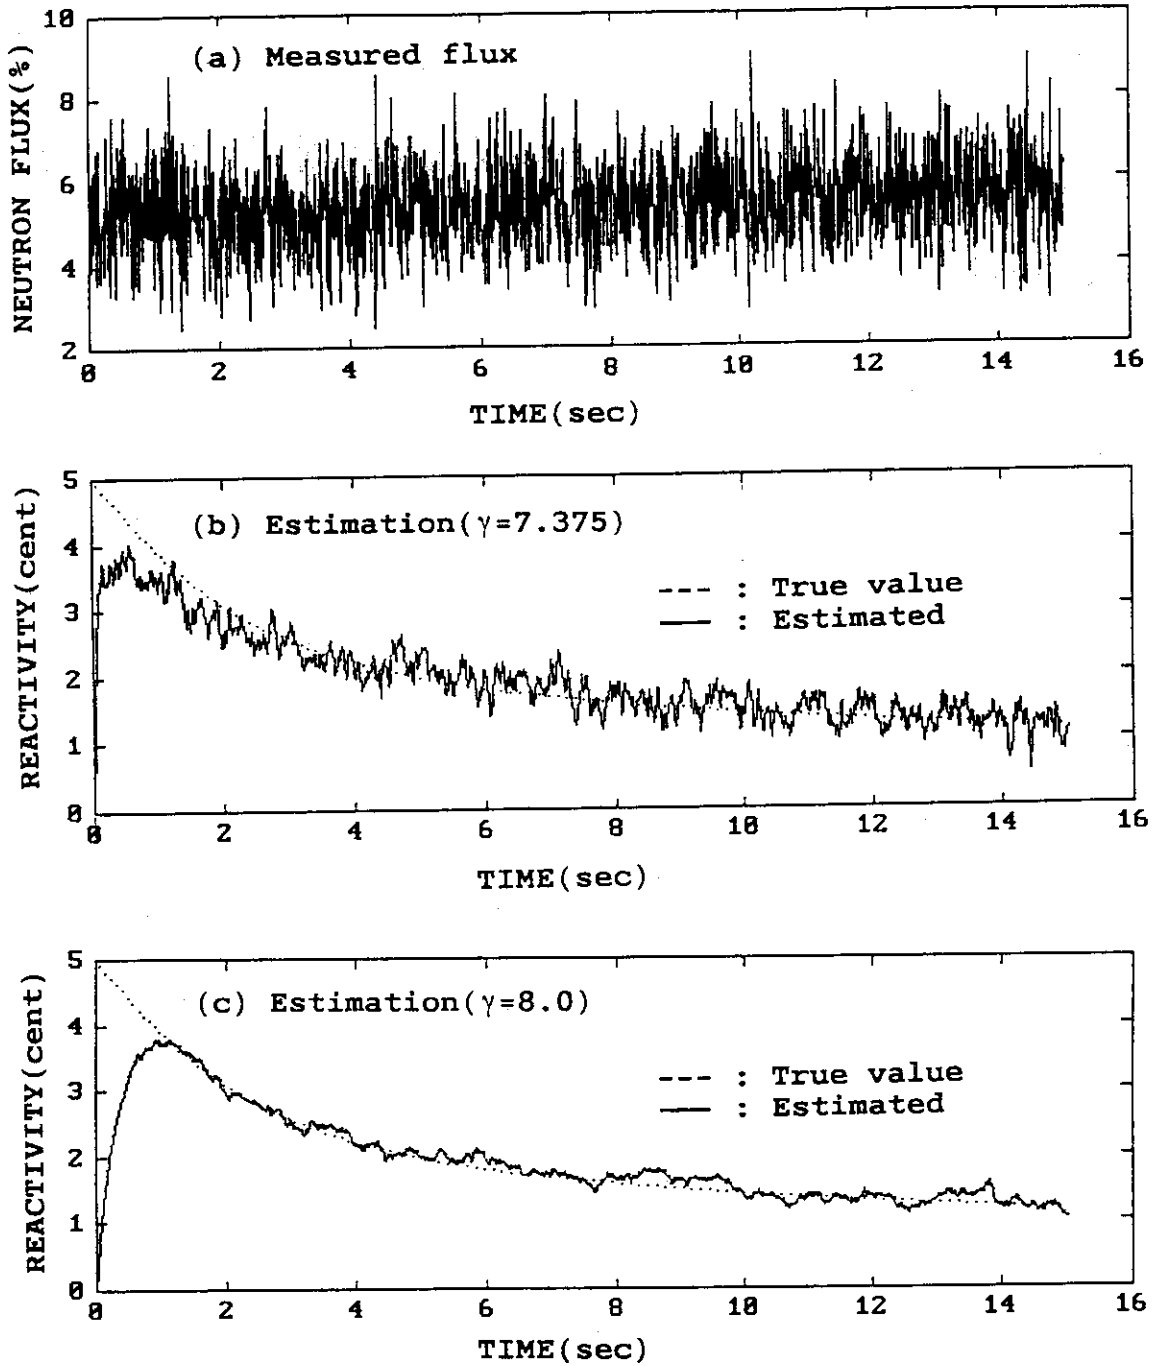 10
8
6
4
2
NEUTRON FLUX(%)
(a) Measured flux
0 2 4 6 8 10 12 14 16
TIME(sec)
5
4
3
2
1
0
REACTIVITY(cent)
(b) Estimation(γ=7.375)
--- : True value
— : Estimated
0 2 4 6 8 10 12 14 16
TIME(sec)
5
4
3
2
1
0
REACTIVITY(cent)
(c) Estimation(γ=8.0)
--- : True value
— : Estimated
0 2 4 6 8 10 12 14 16
TIME(sec)